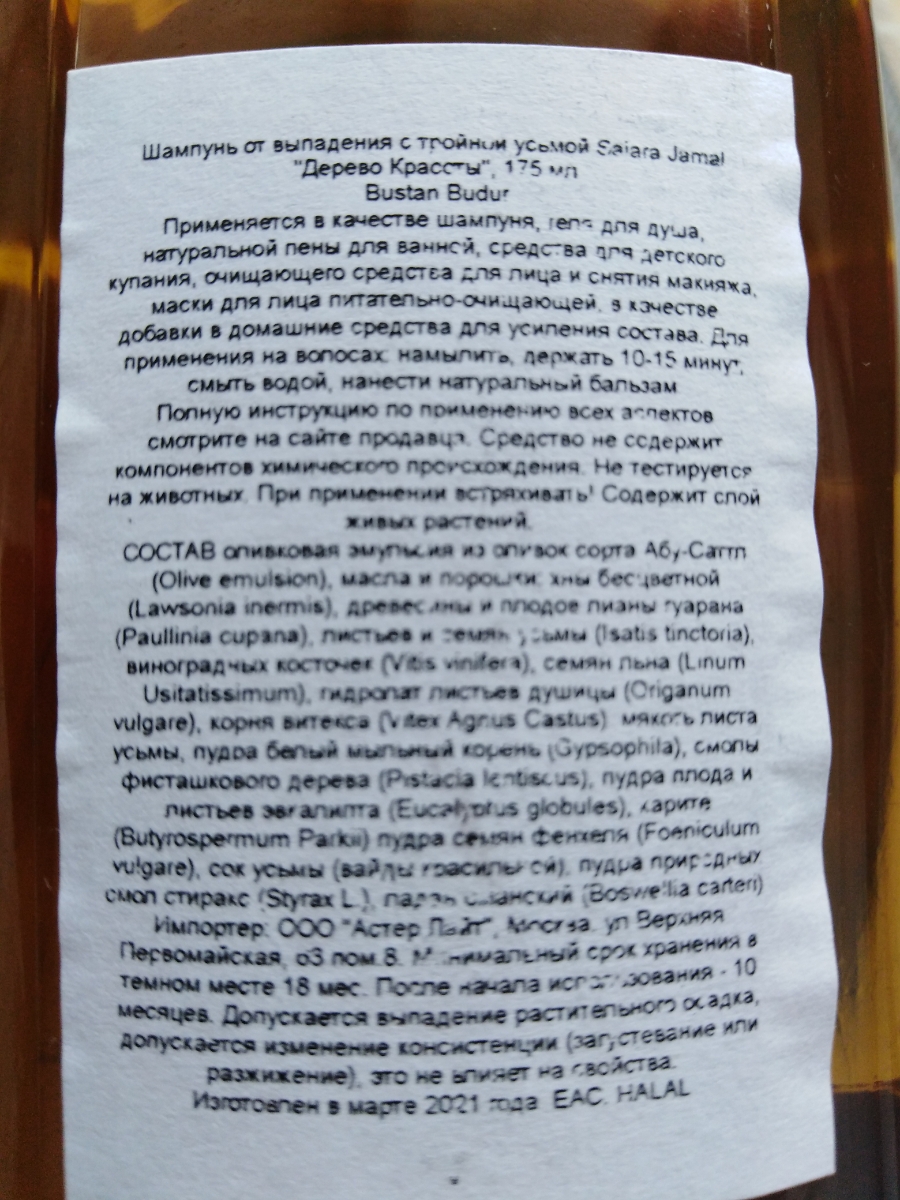 Шампунь от выпадения с тройной усьмой Saiara Jamal
"Дерево Крассты", 175 мл
Bustan Budur
Применяется в качестве шампуня, геля для душа,
натуральной пены для ванной, средства для детского
купания, очищающего средства для лица и снятия макияжа,
маски для лица питательно-очищающей, в качестве
добавки в домашние средства для усиления состава. Для
применения на волосах: намылить, держать 10-15 минут,
смыть водой, нанести натуральный бальзам
Полную инструкцию по применению всех аспектов
смотрите на сайте продавца. Средство не содержит
компонентов химического происхождения. Не тестируется
на животных. При применении встряхивать! Содержит слой
живых растений.
СОСТАВ оливковая эмульсия из оливок сорта Абу-Сатл
(Olive emulsion), масла и порошки: хны бесцветной
(Lawsonia inermis), древесины и плодов лианы гуарана
(Paullinia cupana), листьев и семян усьмы (Isatis tinctoria),
виноградных косточек (Vitis vinifera), семян льна (Linum
Usitatissimum), гидролат листьев душицы (Origanum
vulgare), корня витекса (Vitex Agnus Castus) мякоть листа
усьмы, пудра белый мыльный корень (Gypsophila), смолы
фисташкового дерева (Pistacia lentiscus), пудра плода и
листьев эвкалипта (Eucalyptus globules), карите
(Butyrospermum Parkii) пудра семян фенхеля (Foeniculum
vulgare), сок усьмы (вайды красильной), пудра природных
смол стиракс (Styrax L.), ладан оманский (Boswellia carteri)
Импортер: ООО "Астер Лайт", Москва, ул Верхняя
Первомайская, д3 пом 8. Минимальный срок хранения в
темном месте 18 мес. После начала использования - 10
месяцев. Допускается выпадение растительного осадка,
допускается изменение консистенции (загустевание или
разжижение), это не влияет на свойства.
Изготовлен в марте 2021 года. EAC. HALAL